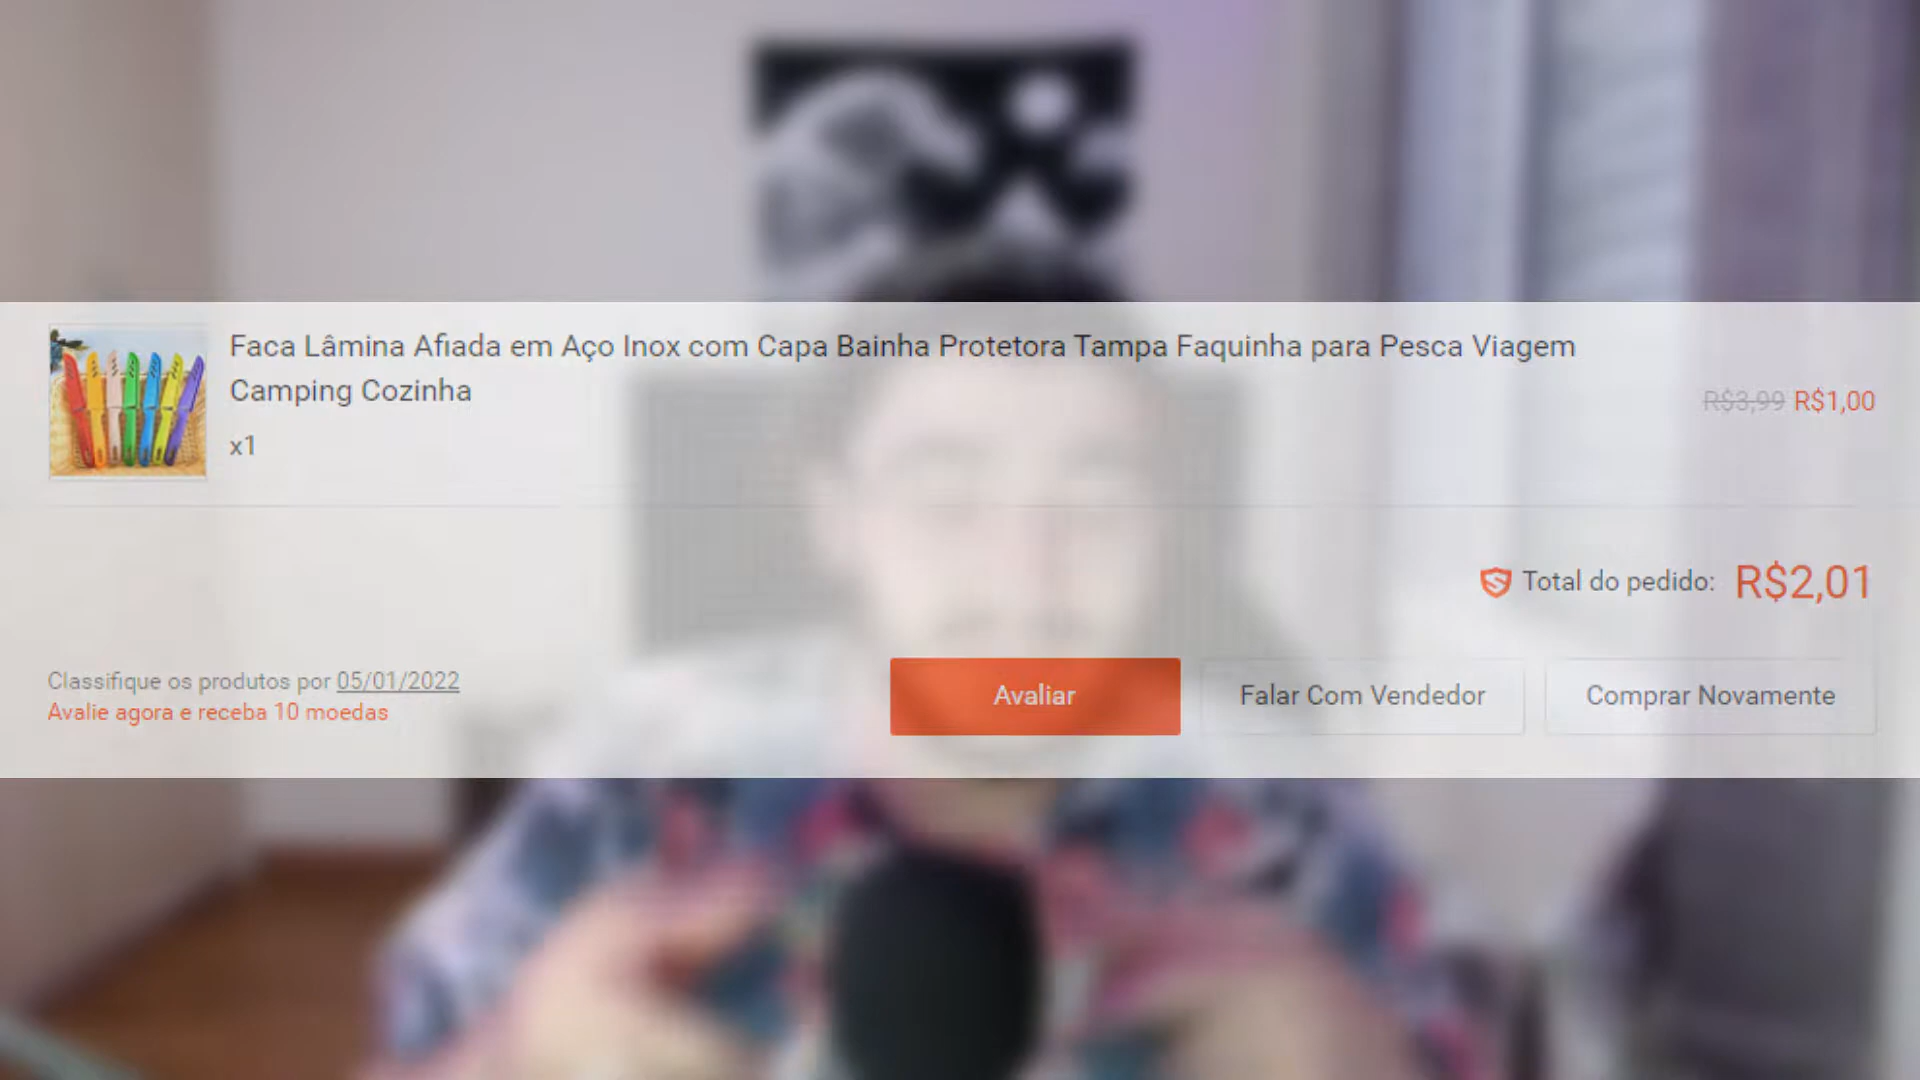 Faca Lâmina Afiada em Aço Inox com Capa Bainha Protetora Tampa Faquinha para Pesca Viagem
Camping Cozinha
x1
R$3,99 R$1,00
Total do pedido: R$2,01
Classifique os produtos por 05/01/2022
Avalie agora e receba 10 moedas
Avaliar
Falar Com Vendedor
Comprar Novamente